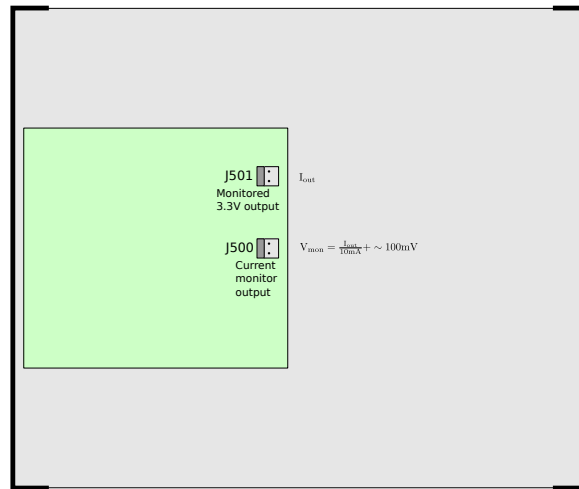 J501
I_out
Monitored
3.3V output
J500
V_mon = I_out/10mA + ∼ 100mV
Current
monitor
output